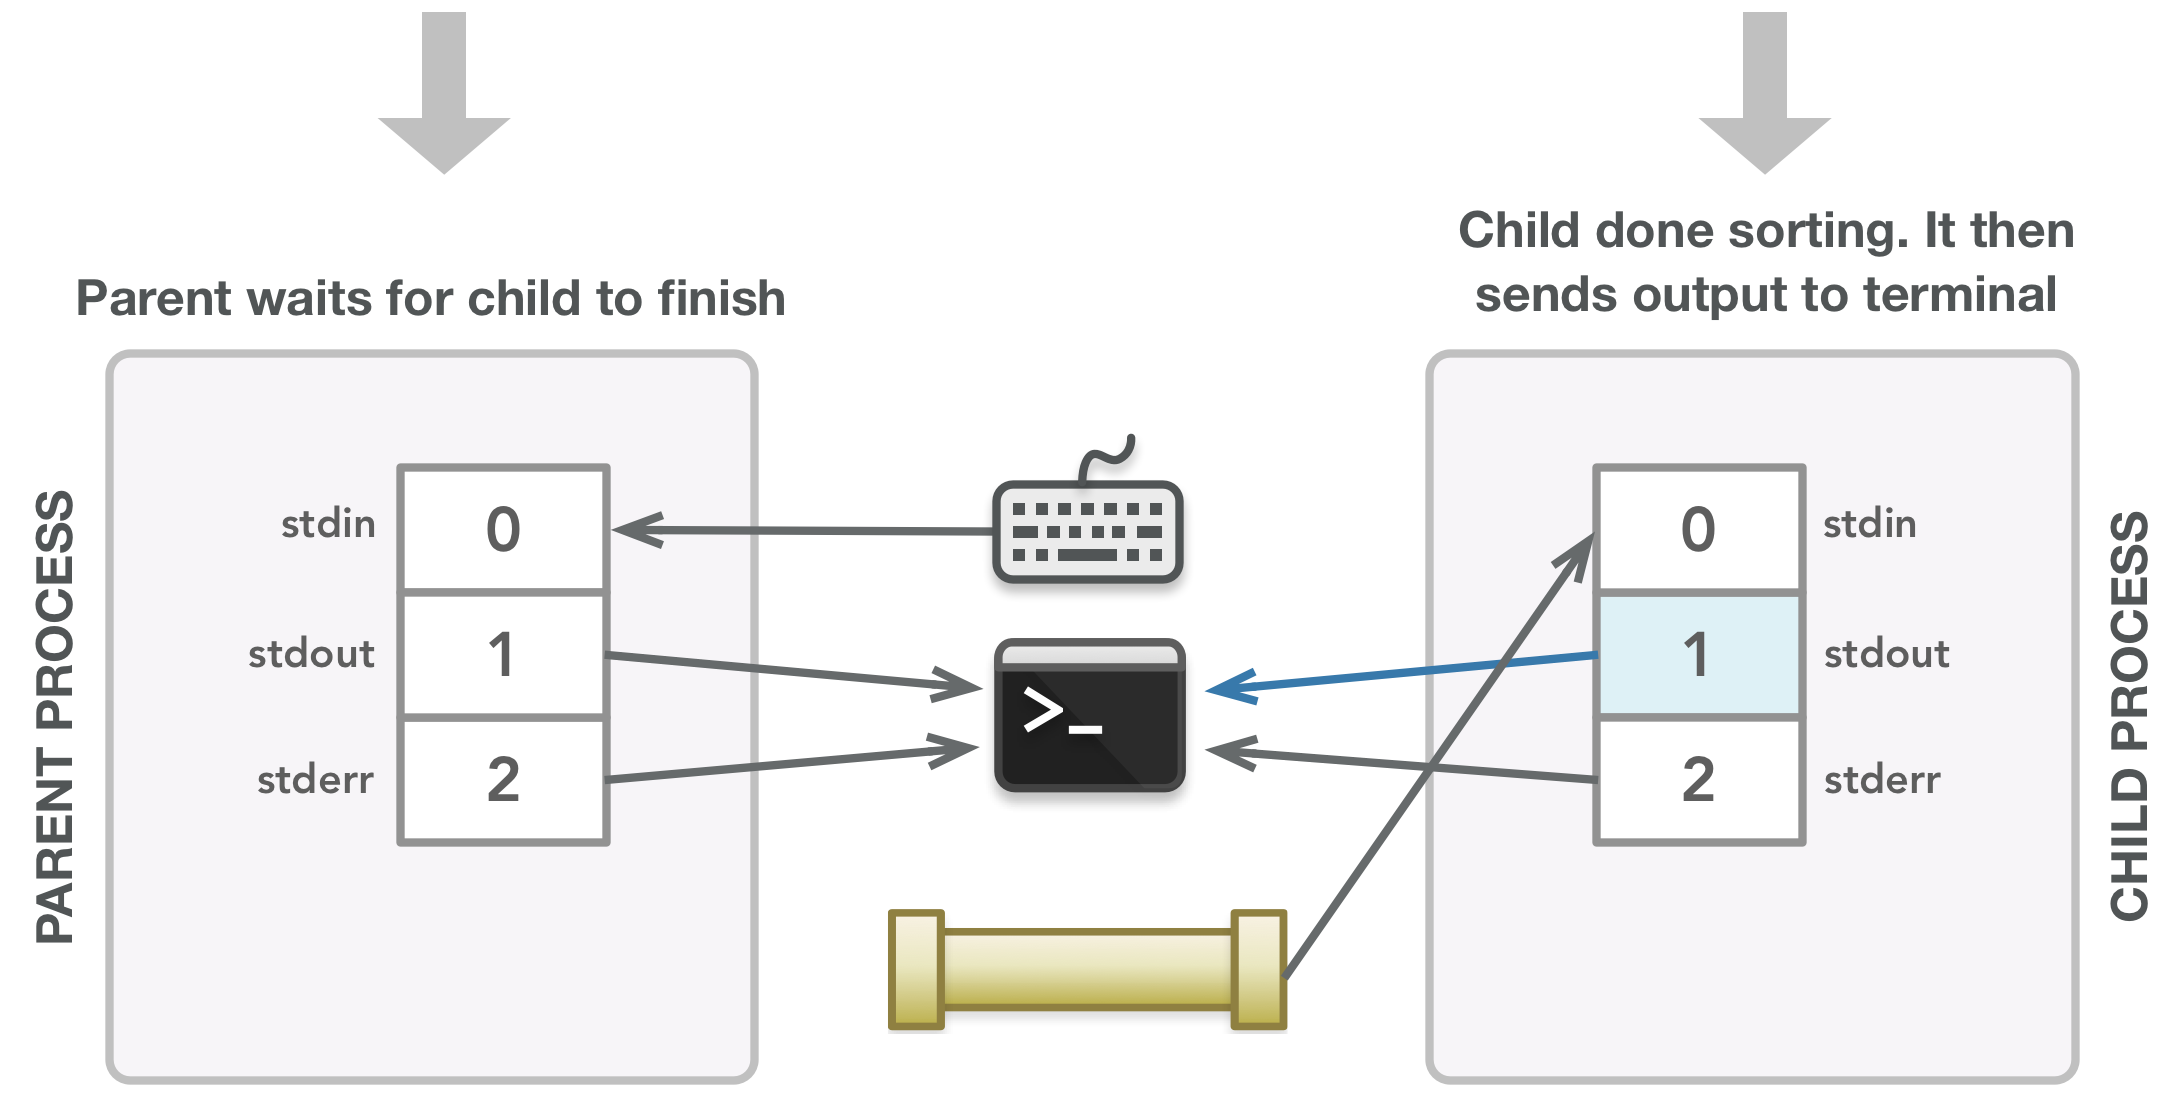 Parent waits for child to finish
Child done sorting. It then
sends output to terminal
PARENT PROCESS
stdin 0
stdout 1
stderr 2
>_
0 stdin
1 stdout
2 stderr
CHILD PROCESS